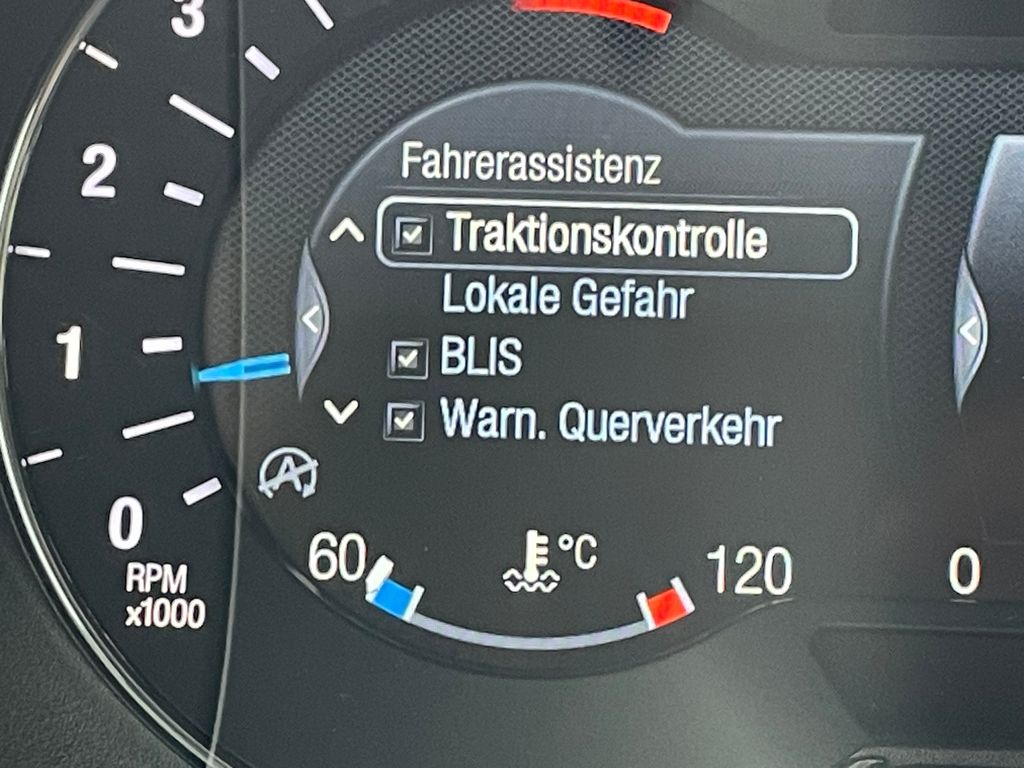 3
2
1
0
RPM
x1000
Fahrerassistenz
Traktionskontrolle
Lokale Gefahr
BLIS
Warn. Querverkehr
A
60
°C
120
0